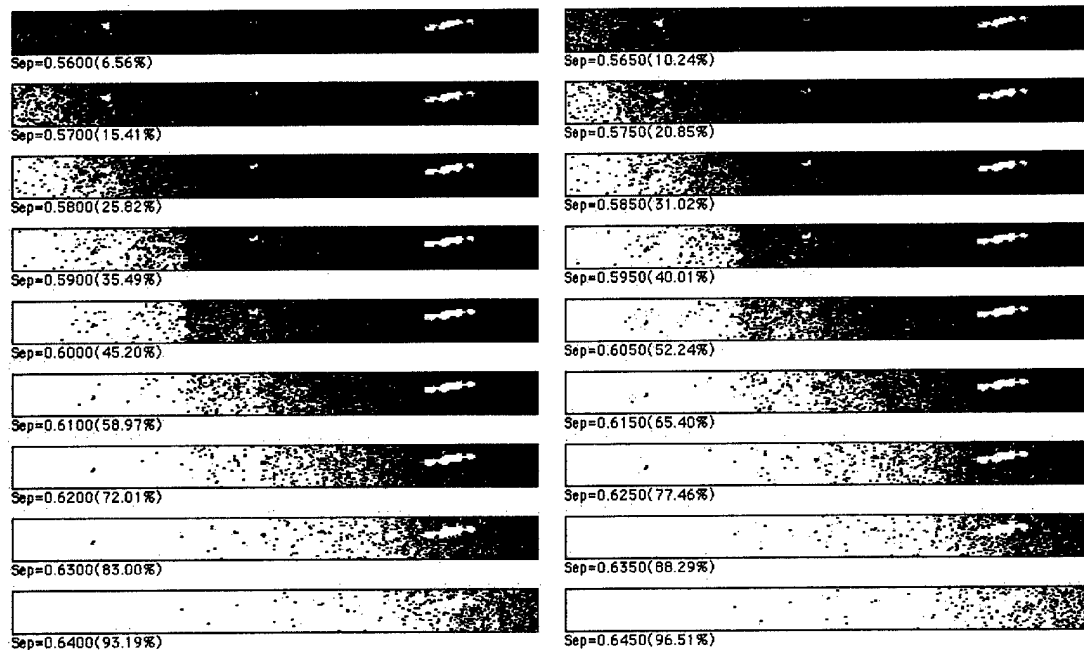 Sep=0.5600(6.56%)
Sep=0.5650(10.24%)
Sep=0.5700(15.41%)
Sep=0.5750(20.85%)
Sep=0.5800(25.82%)
Sep=0.5850(31.02%)
Sep=0.5900(35.49%)
Sep=0.5950(40.01%)
Sep=0.6000(45.20%)
Sep=0.6050(52.24%)
Sep=0.6100(58.97%)
Sep=0.6150(65.40%)
Sep=0.6200(72.01%)
Sep=0.6250(77.46%)
Sep=0.6300(83.00%)
Sep=0.6350(88.29%)
Sep=0.6400(93.19%)
Sep=0.6450(96.51%)